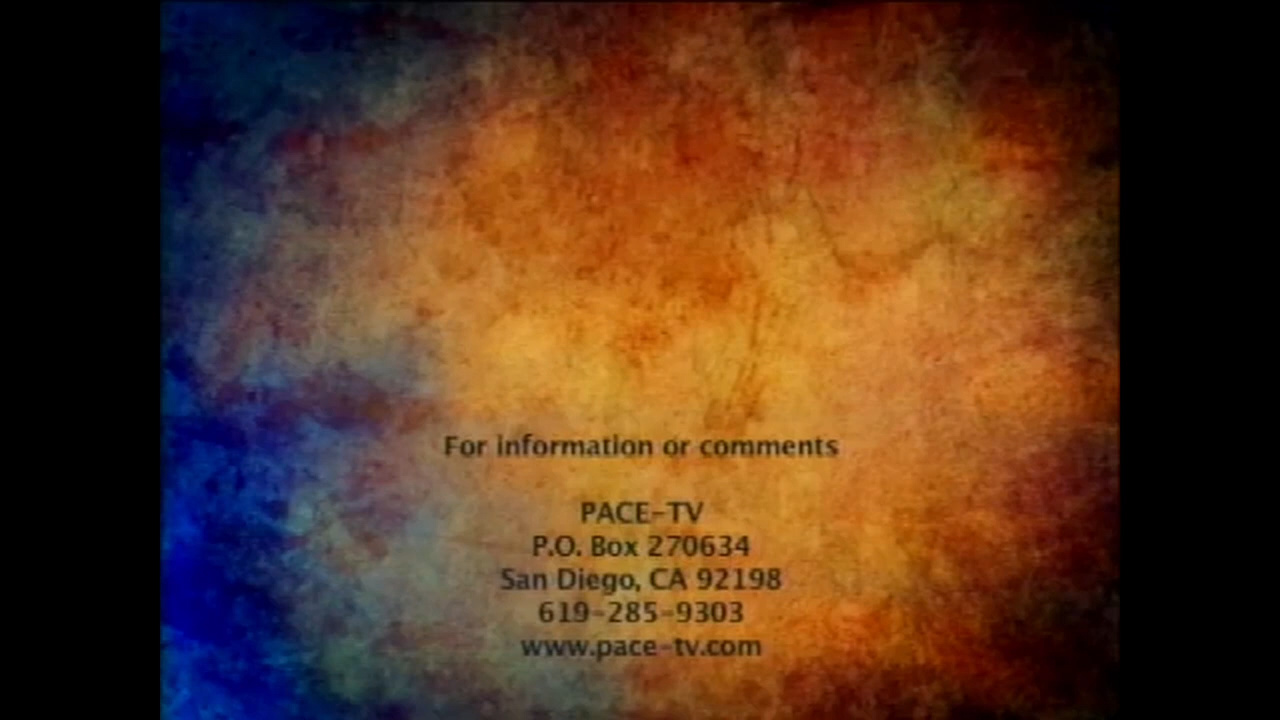 For information or comments
PACE-TV
P.O. Box 270634
San Diego, CA 92198
619-285-9303
www.pace-tv.com